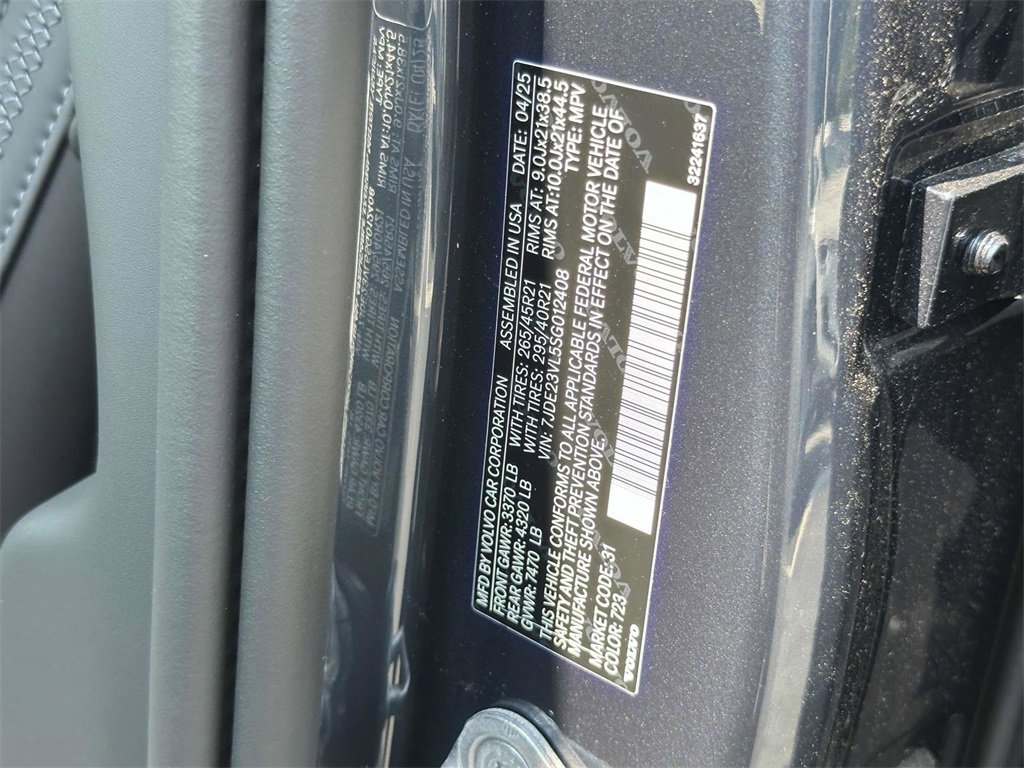 MFD BY VOLVO CAR CORPORATION ASSEMBLED IN USA DATE: 04/25
FRONT GAWR: 3370 LB WITH TIRES: 265/45R21 RIMS AT: 9.0Jx21x38.5
REAR GAWR: 4320 LB WITH TIRES: 295/40R21 RIMS AT:10.0Jx21x44.5
GVWR: 7470 LB VIN: 7JDE23VL5SG012408 TYPE: MPV
THIS VEHICLE CONFORMS TO ALL APPLICABLE FEDERAL MOTOR VEHICLE
SAFETY AND THEFT PREVENTION STANDARDS IN EFFECT ON THE DATE OF
MANUFACTURE SHOWN ABOVE.
MARKET CODE:31
COLOR: 723
VOLVO
32241637